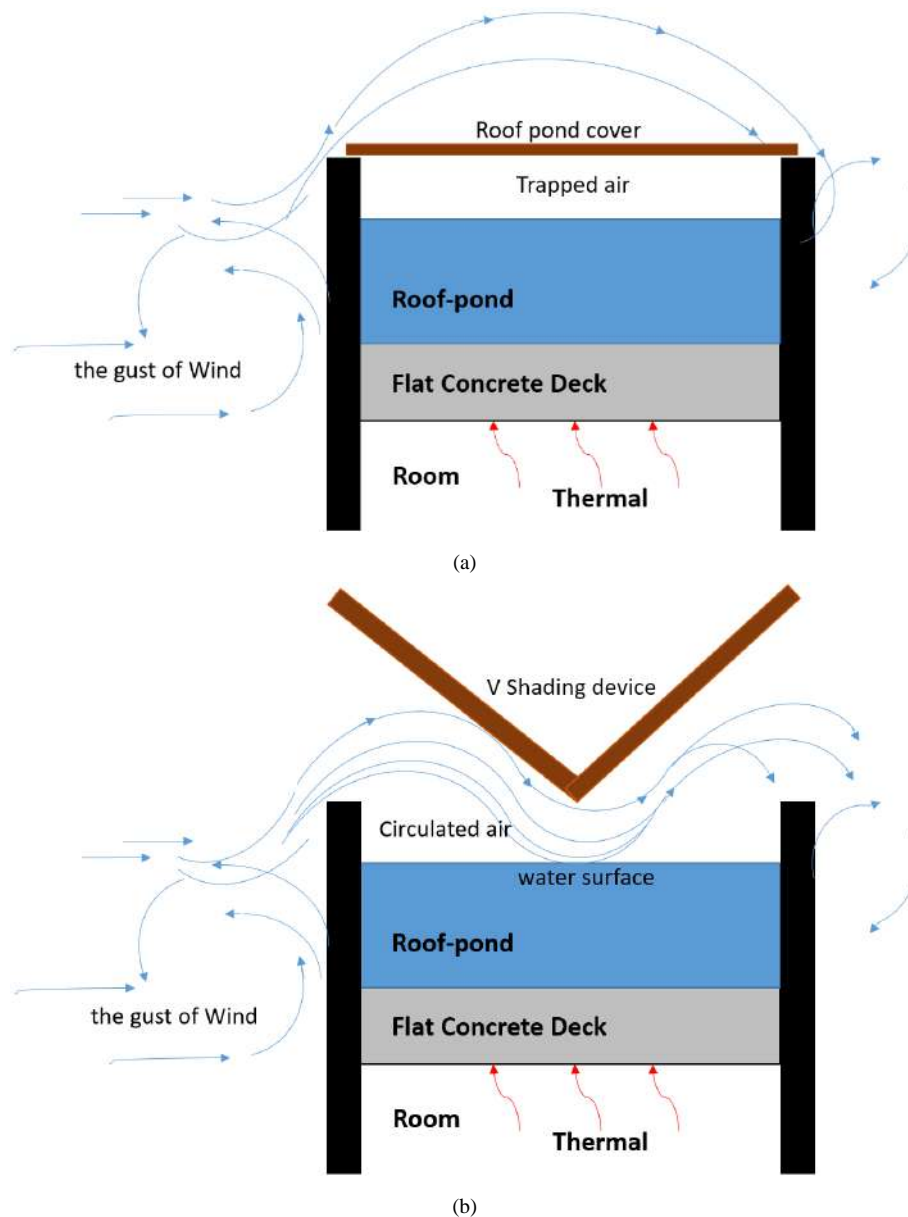 Roof pond cover
Trapped air
Roof-pond
the gust of Wind
Flat Concrete Deck
Room
Thermal
(a)
V Shading device
Circulated air
water surface
Roof-pond
the gust of Wind
Flat Concrete Deck
Room
Thermal
(b)